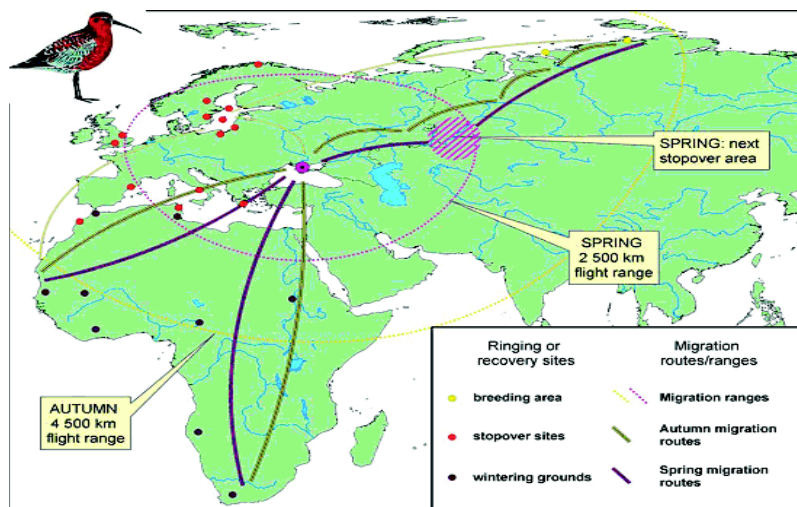 SPRING: next
stopover area
SPRING
2 500 km
flight range
AUTUMN
4 500 km
flight range
Ringing or
recovery sites
breeding area
stopover sites
wintering grounds
Migration
routes/ranges
Migration ranges
Autumn migration
routes
Spring migration
routes